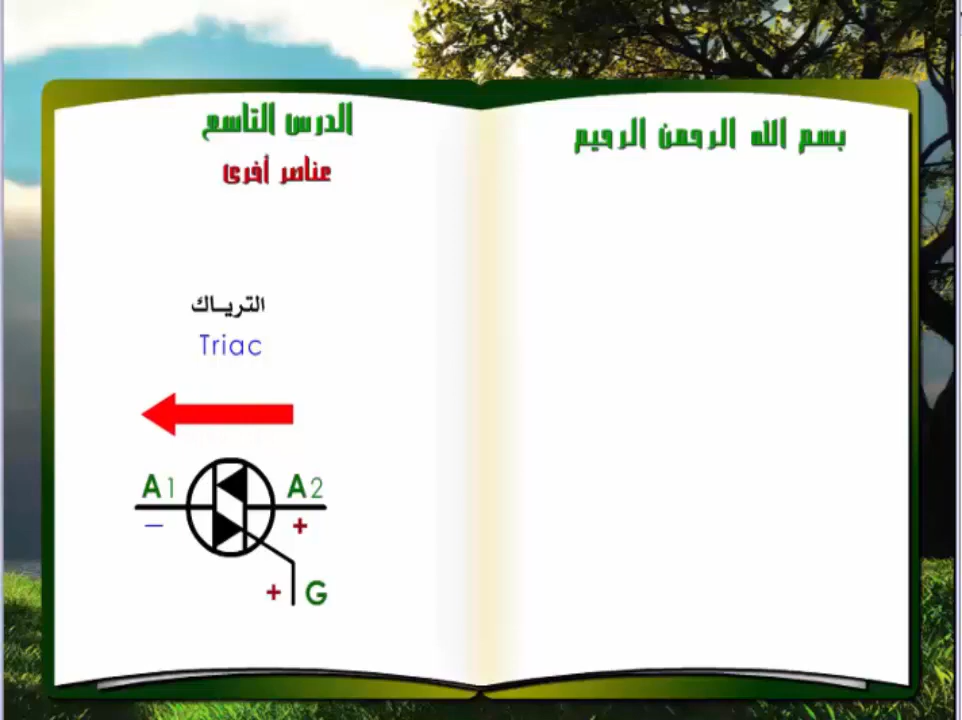 بسم الله الرحمن الرحيم
الدرس التاسع
عناصر أخرى
الترياك
Triac
A1 A2
− +
+ G